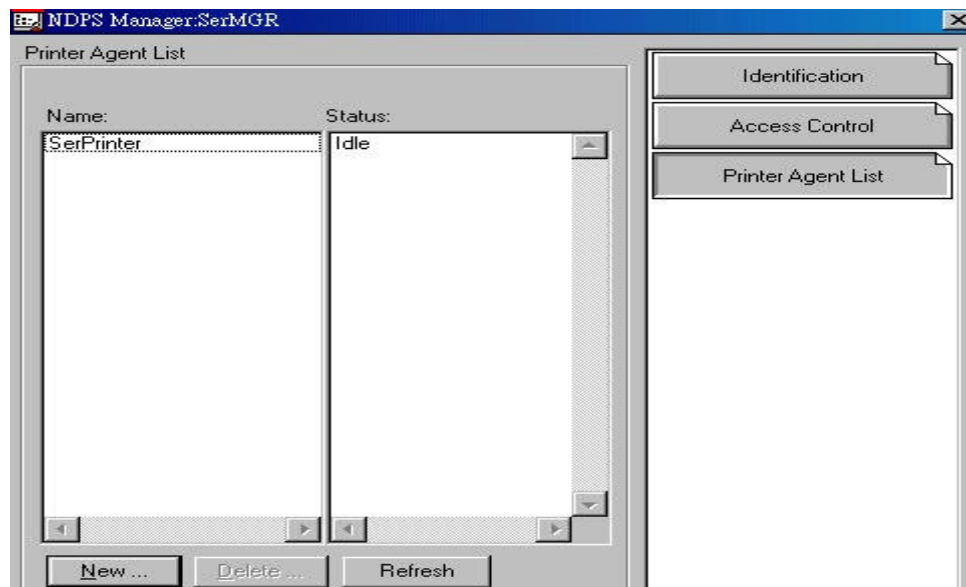 NDPS Manager:SerMGR
Printer Agent List
Name:
Status:
SerPrinter
Idle
New ...
Delete ...
Refresh
Identification
Access Control
Printer Agent List